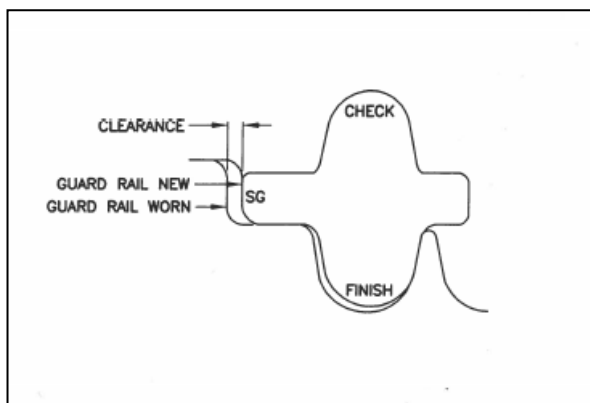 CHECK
CLEARANCE
GUARD RAIL NEW
SG
GUARD RAIL WORN
FINISH